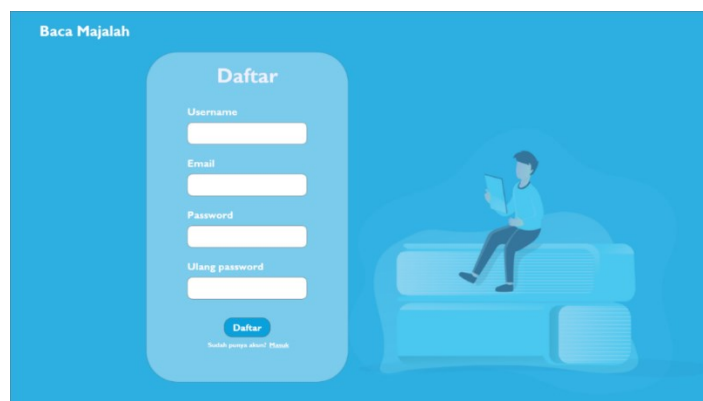 Baca Majalah
Daftar
Username
Email
Password
Ulang password
Daftar
Sudah punya akun? Masuk